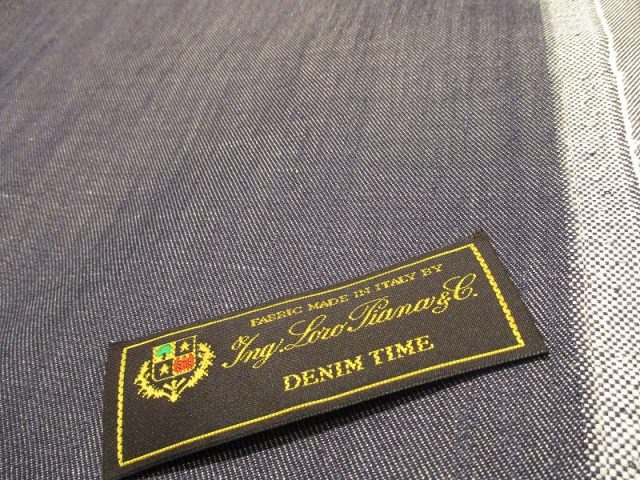 FABRIC MADE IN ITALY BY
Ing. Loro Piana & C.
DENIM TIME